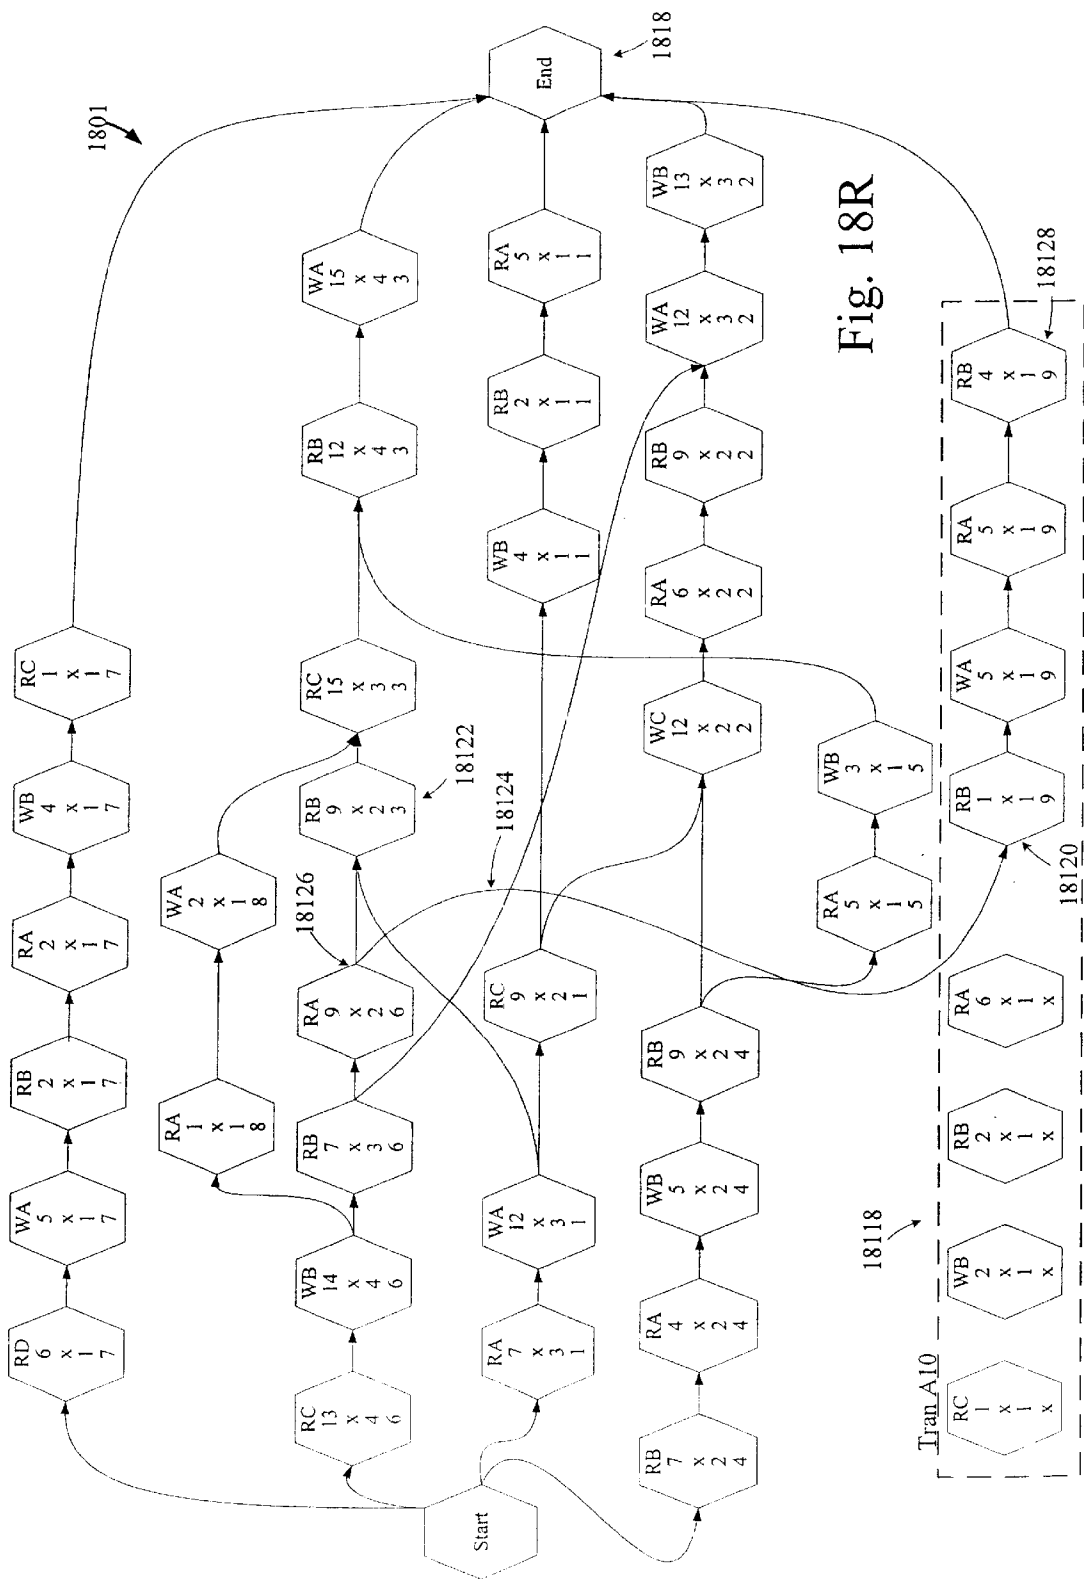 1801
1818
End
RD
6
x
1
7
WA
5
x
1
7
RB
2
x
1
7
RA
2
x
1
7
WB
4
x
1
7
RC
1
x
1
7
RA
1
x
1
8
WA
2
x
1
8
RC
13
x
4
6
WB
14
x
4
6
RB
7
x
3
6
RA
9
x
2
6
18126
RB
9
x
2
3
18122
RC
15
x
3
3
RB
12
x
4
3
WA
15
x
4
3
18124
Start
RA
7
x
3
1
WA
12
x
3
1
RC
9
x
2
1
WB
4
x
1
1
RB
2
x
1
1
RA
5
x
1
1
RB
7
x
2
4
RA
4
x
2
4
WB
5
x
2
4
RB
9
x
2
4
WC
12
x
2
2
RA
6
x
2
2
RB
9
x
2
2
WA
12
x
3
2
WB
13
x
3
2
RA
5
x
1
5
WB
3
x
1
5
Fig. 18R
18118
Tran A10
RC
1
x
1
x
WB
2
x
1
x
RB
2
x
1
x
RA
6
x
1
x
RB
1
x
1
9
18120
WA
5
x
1
9
RA
5
x
1
9
RB
4
x
1
9
18128